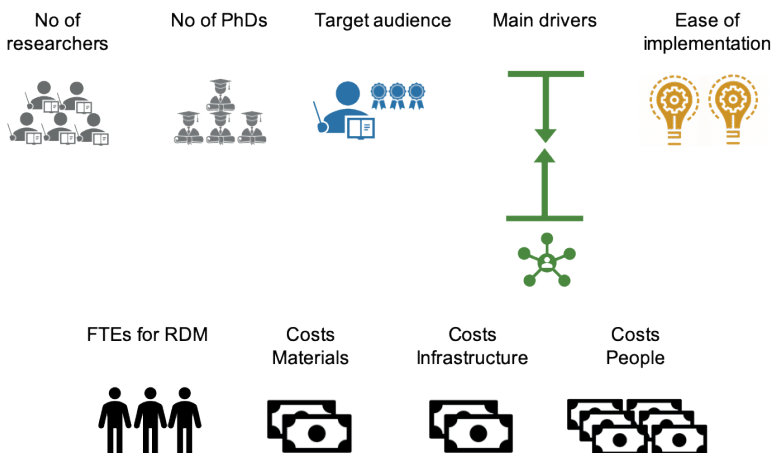 No of
researchers
No of PhDs
Target audience
Main drivers
Ease of
implementation
FTEs for RDM
Costs
Materials
Costs
Infrastructure
Costs
People